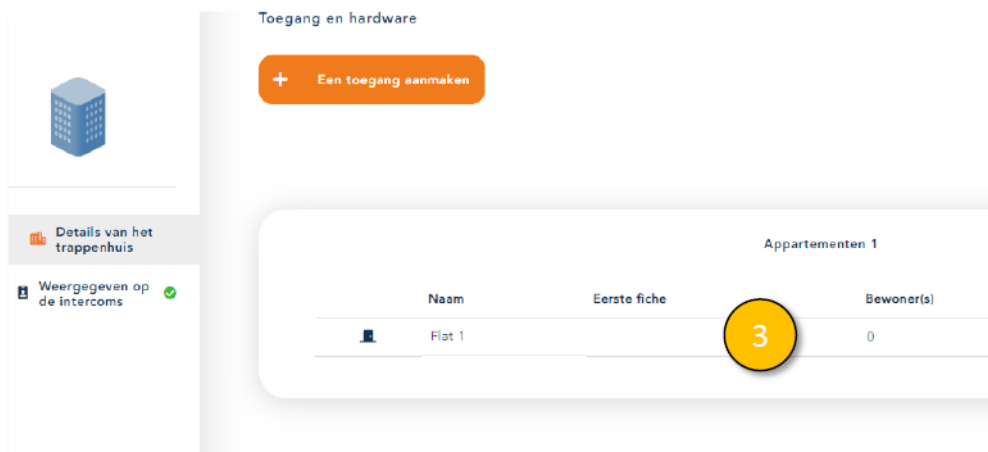 Toegang en hardware
+ Een toegang aanmaken
Details van het
trappenhuis
Weergegeven op
de intercoms
Appartementen 1
Naam Eerste fiche Bewoner(s)
Flat 1 3 0